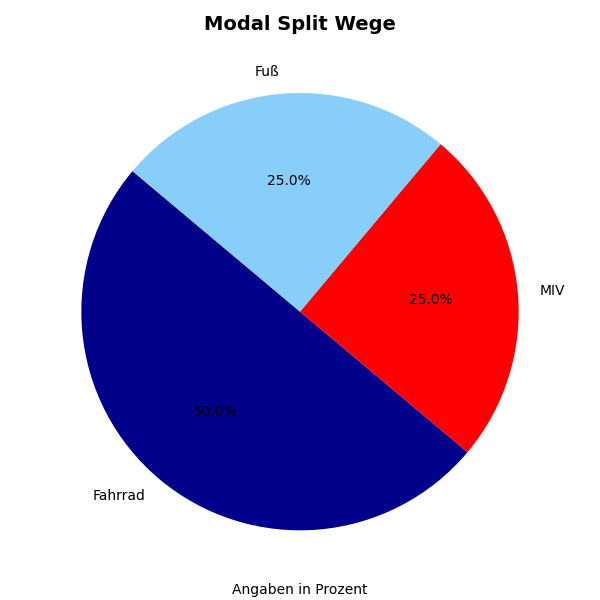 Modal Split Wege
Fuß
25.0%
MIV
25.0%
50.0%
Fahrrad
Angaben in Prozent